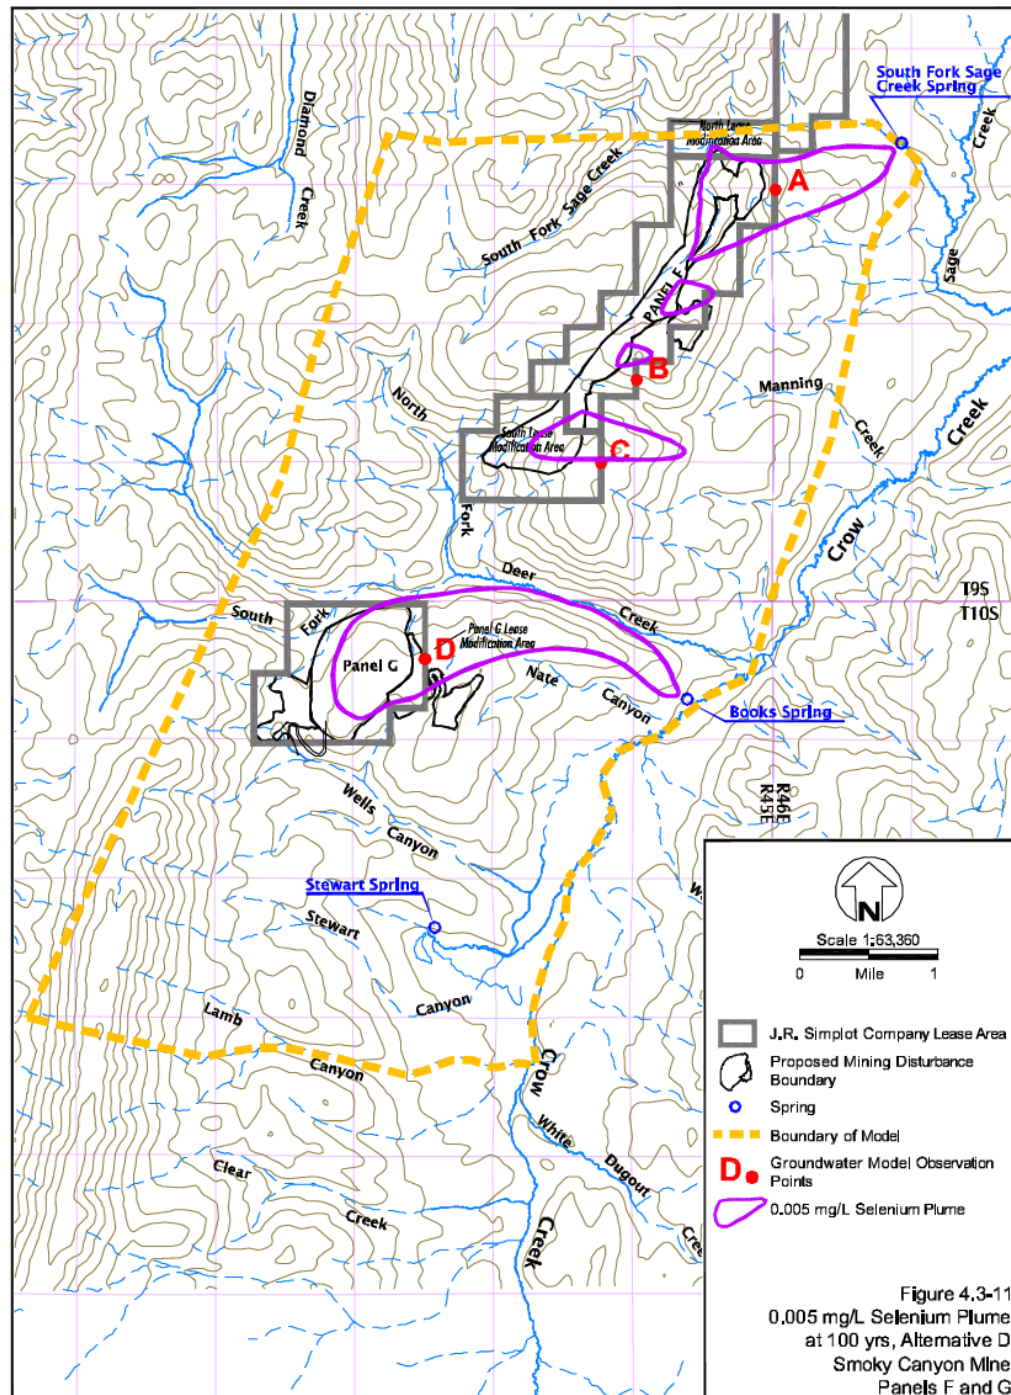 South Fork Sage
Creek Spring
Diamond
Creek
North Lease
Modification Area
Creek
A
South Fork Sage Creek
Sage
PANEL F
B
Manning
Creek
North
Creek
South Lease
Modification Area
C
Fork
Crow
Deer
Creek
T9S
T10S
South
Fork
Panel G Lease
Modification Area
D
Panel G
Nate
Canyon
Books Spring
R46E
R45E
Wells
Canyon
Stewart Spring
Stewart
Canyon
Lamb
Canyon
Crow
White
Dugout
Clear
Creek
Creek
N
Scale 1:63,360
0 Mile 1
J.R. Simplot Company Lease Area
Proposed Mining Disturbance
Boundary
Spring
Boundary of Model
D Groundwater Model Observation
Points
0.005 mg/L Selenium Plume
Figure 4.3-11
0.005 mg/L Selenium Plume
at 100 yrs, Alternative D
Smoky Canyon Mine
Panels F and G